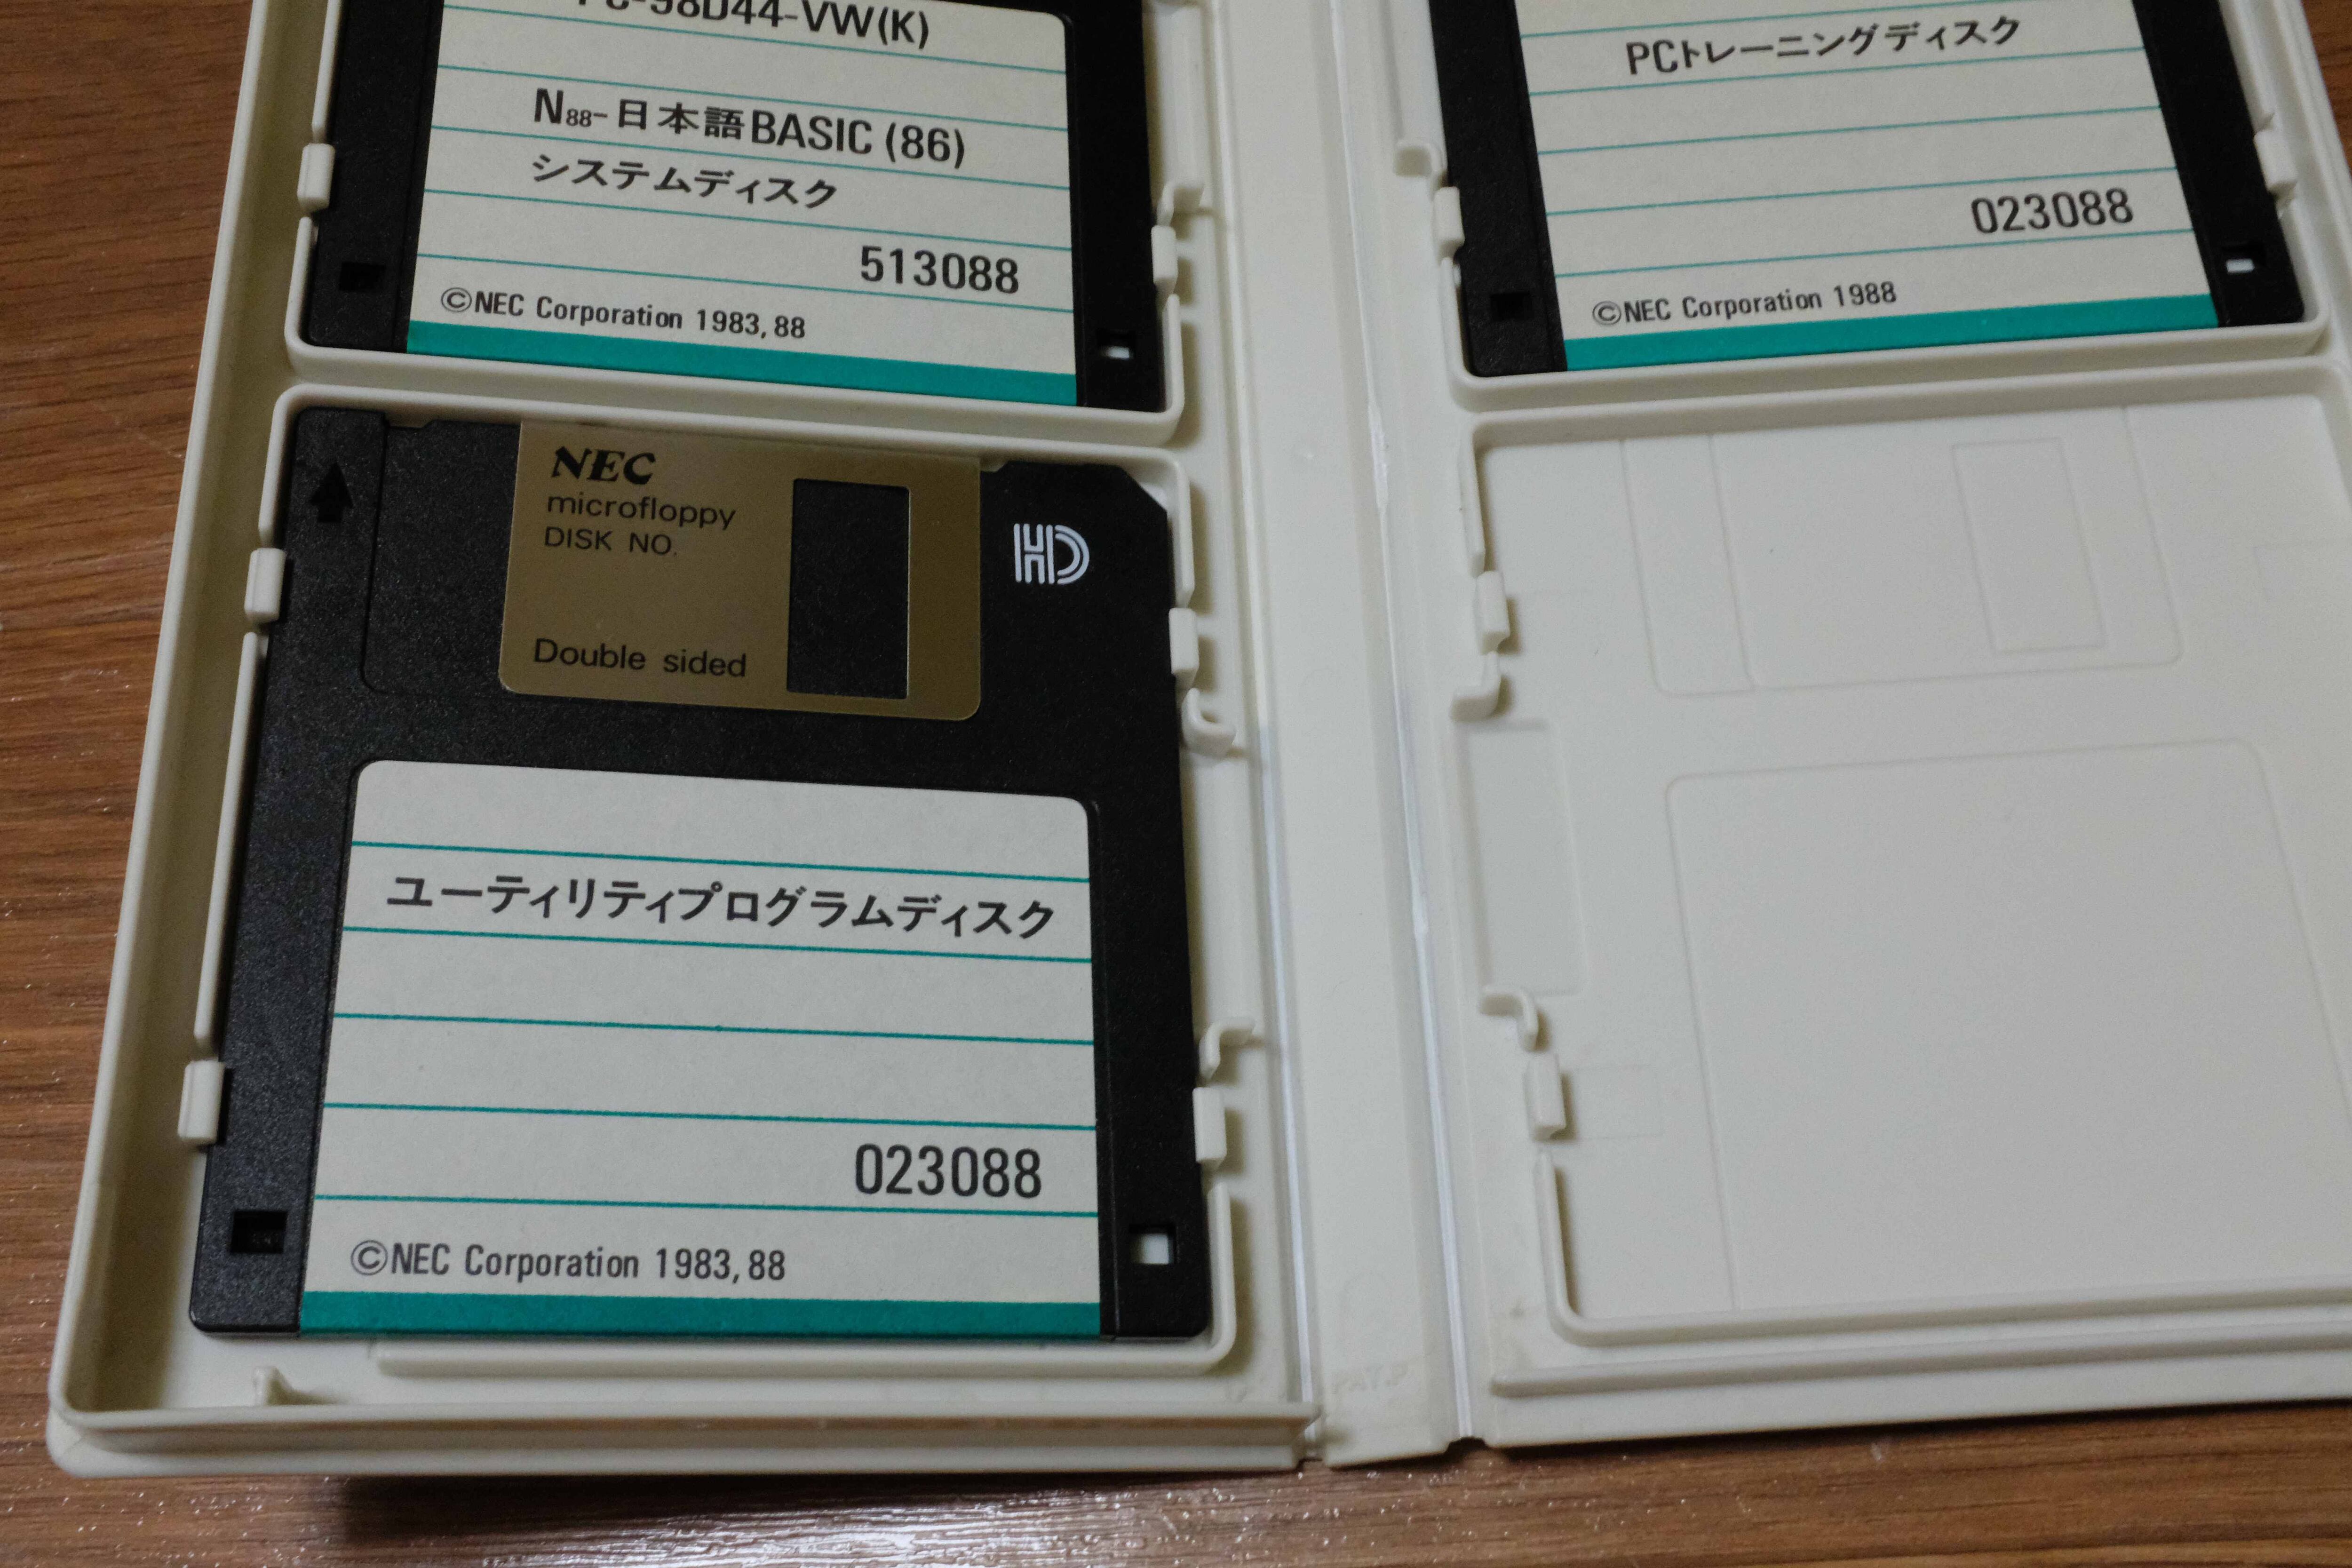 PC-98D44-VW(K)
N88-日本語BASIC (86)
システムディスク
513088
©NEC Corporation 1983, 88
PCトレーニングディスク
023088
©NEC Corporation 1988
NEC
microfloppy
DISK NO.
Double sided
HD
ユーティリティプログラムディスク
023088
©NEC Corporation 1983, 88